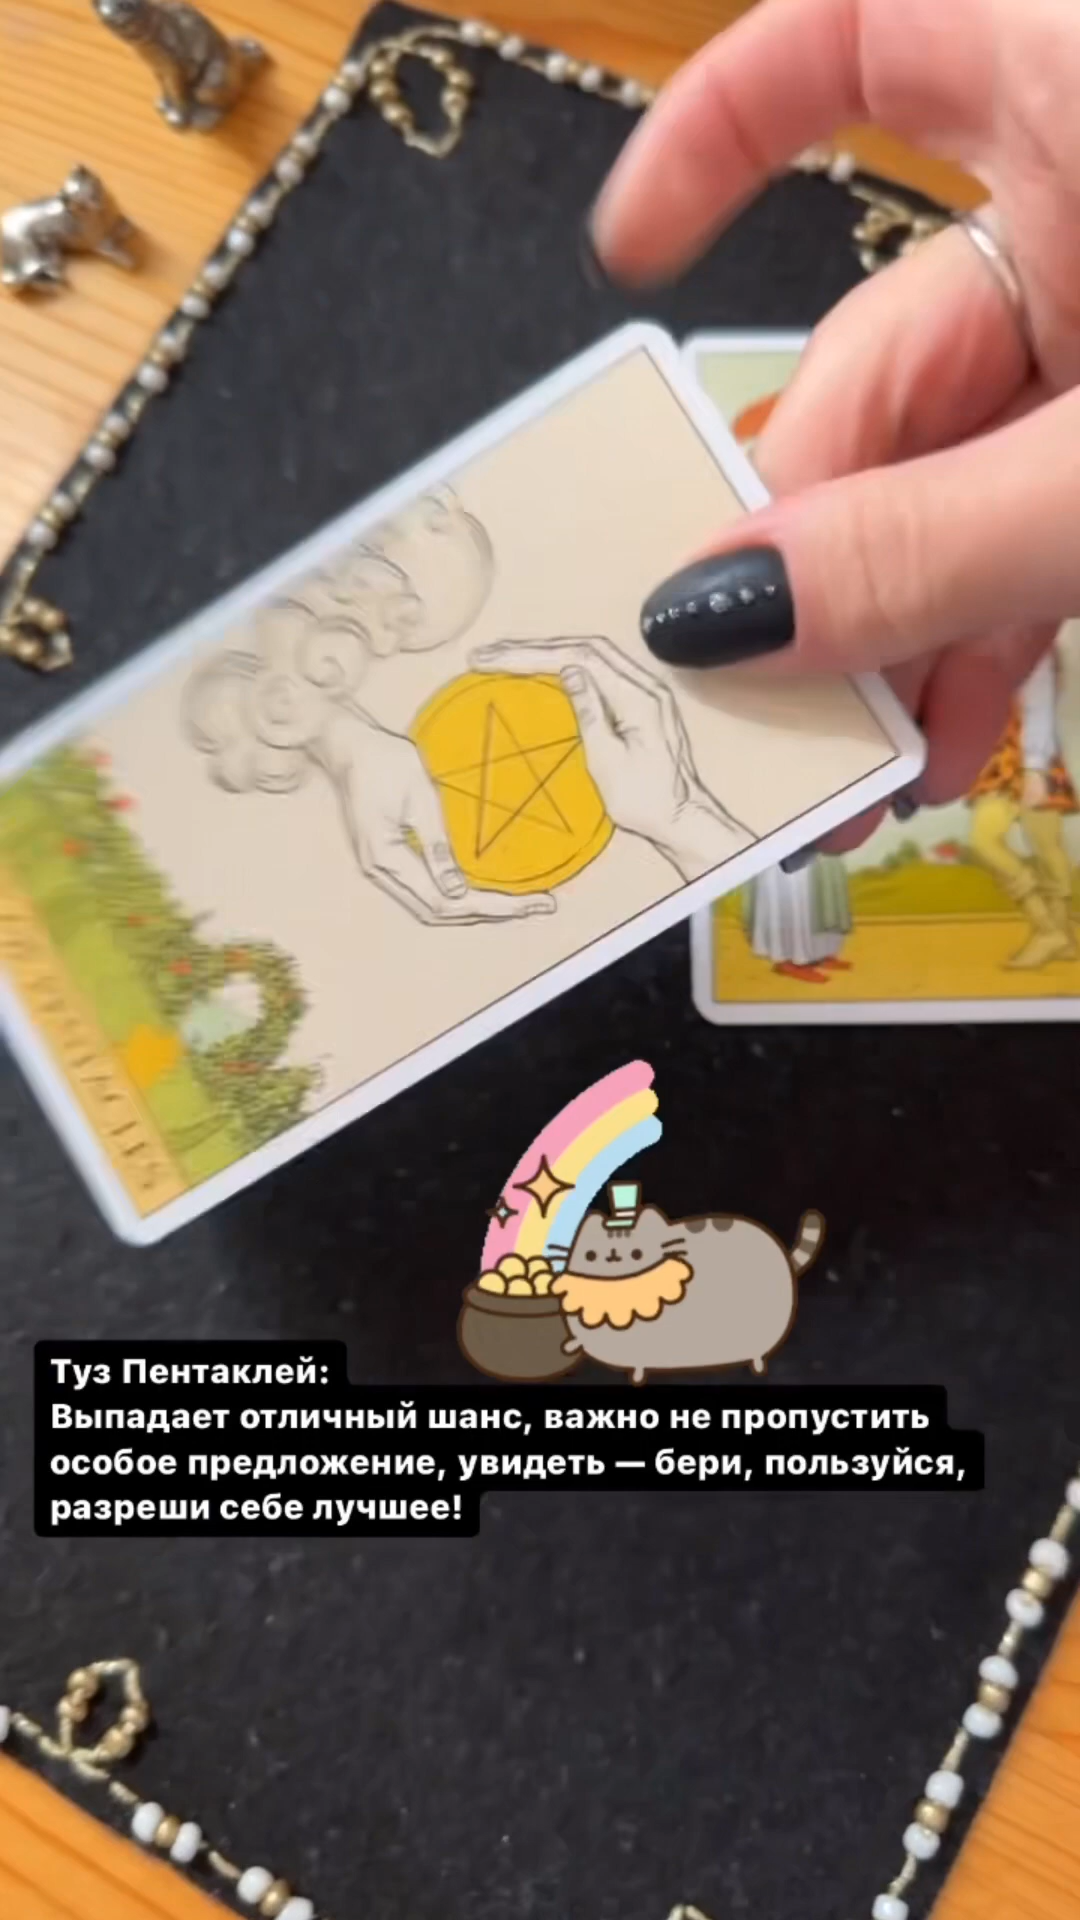 Туз Пентаклей:
Выпадает отличный шанс, важно не пропустить
особое предложение, увидеть — бери, пользуйся,
разреши себе лучшее!